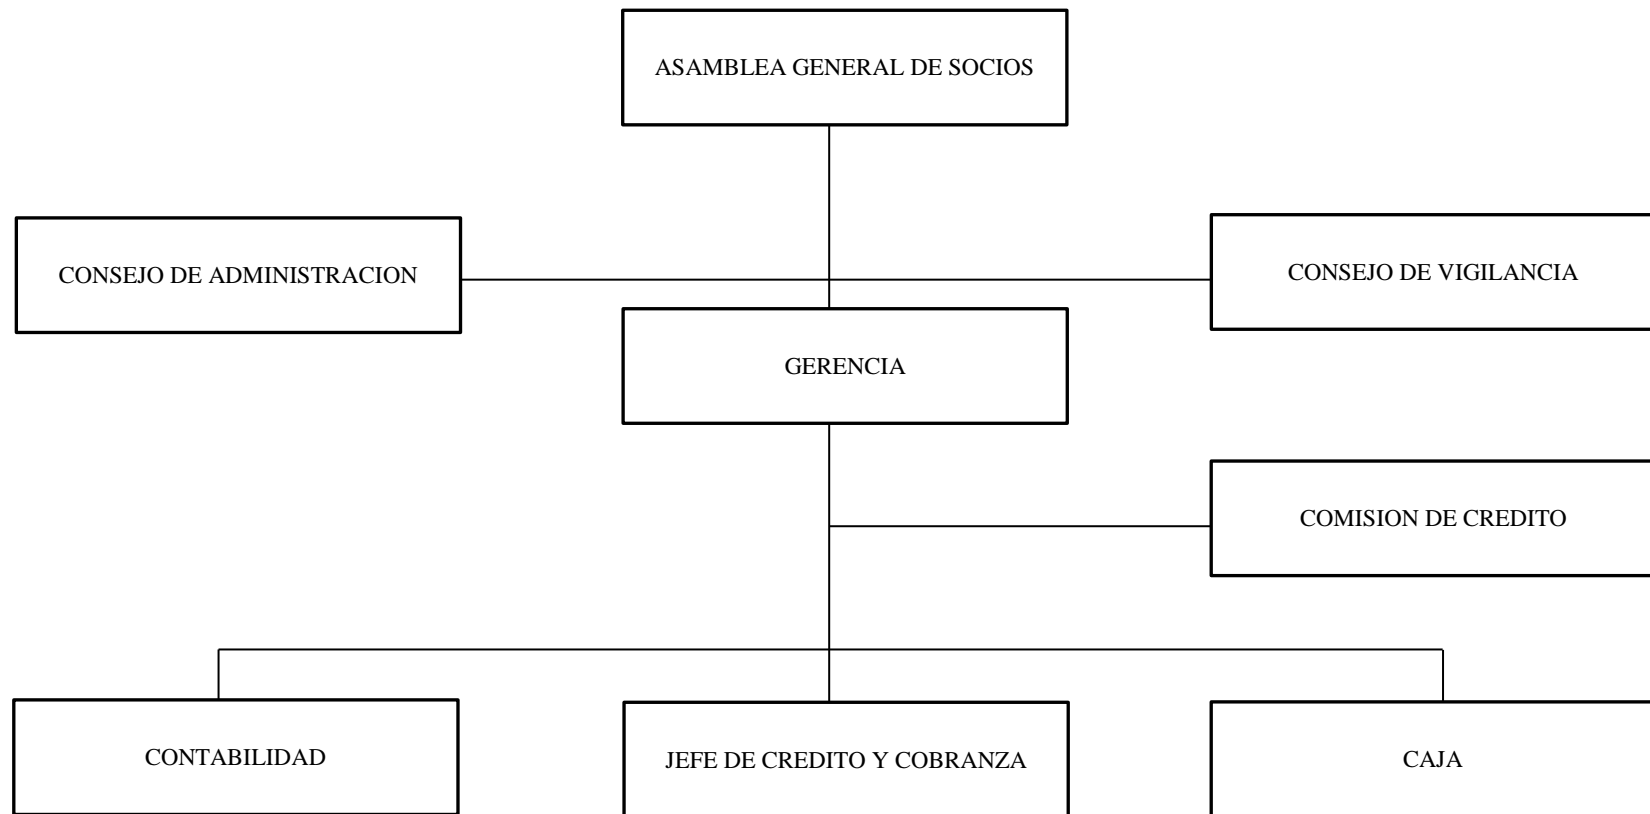 ASAMBLEA GENERAL DE SOCIOS
CONSEJO DE ADMINISTRACION
CONSEJO DE VIGILANCIA
GERENCIA
COMISION DE CREDITO
CONTABILIDAD
JEFE DE CREDITO Y COBRANZA
CAJA